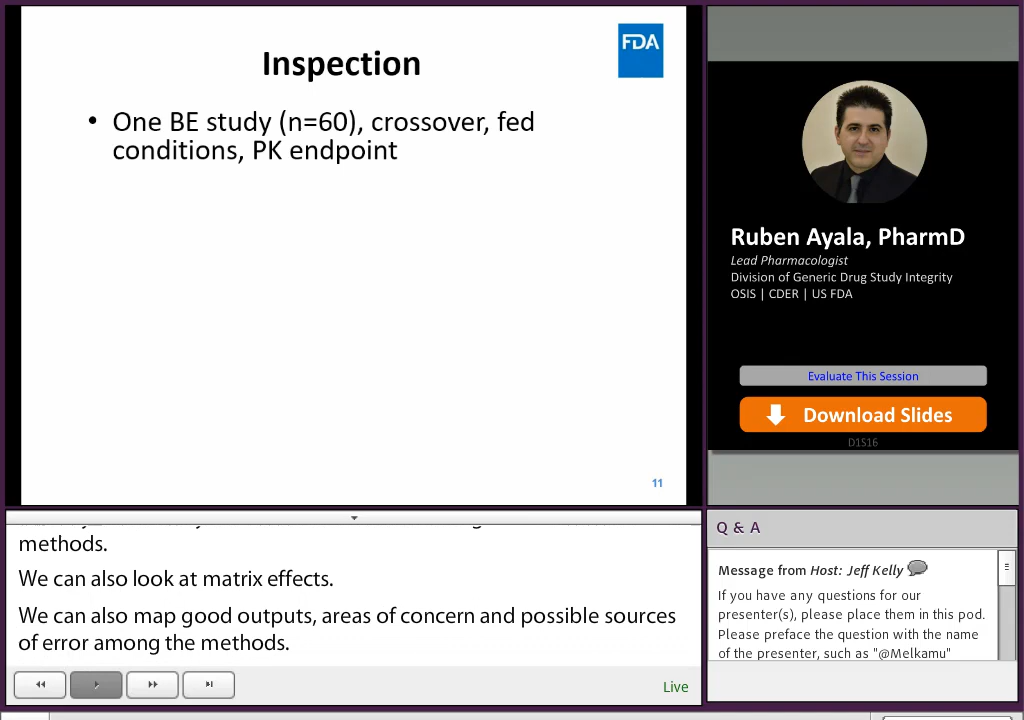 FDA
Inspection
• One BE study (n=60), crossover, fed
conditions, PK endpoint
11
Ruben Ayala, PharmD
Lead Pharmacologist
Division of Generic Drug Study Integrity
OSIS | CDER | US FDA
Evaluate This Session
Download Slides
D1S16
methods.
We can also look at matrix effects.
We can also map good outputs, areas of concern and possible sources
of error among the methods.
Live
Q & A
Message from Host: Jeff Kelly
If you have any questions for our
presenter(s), please place them in this pod.
Please preface the question with the name
of the presenter, such as "@Melkamu"